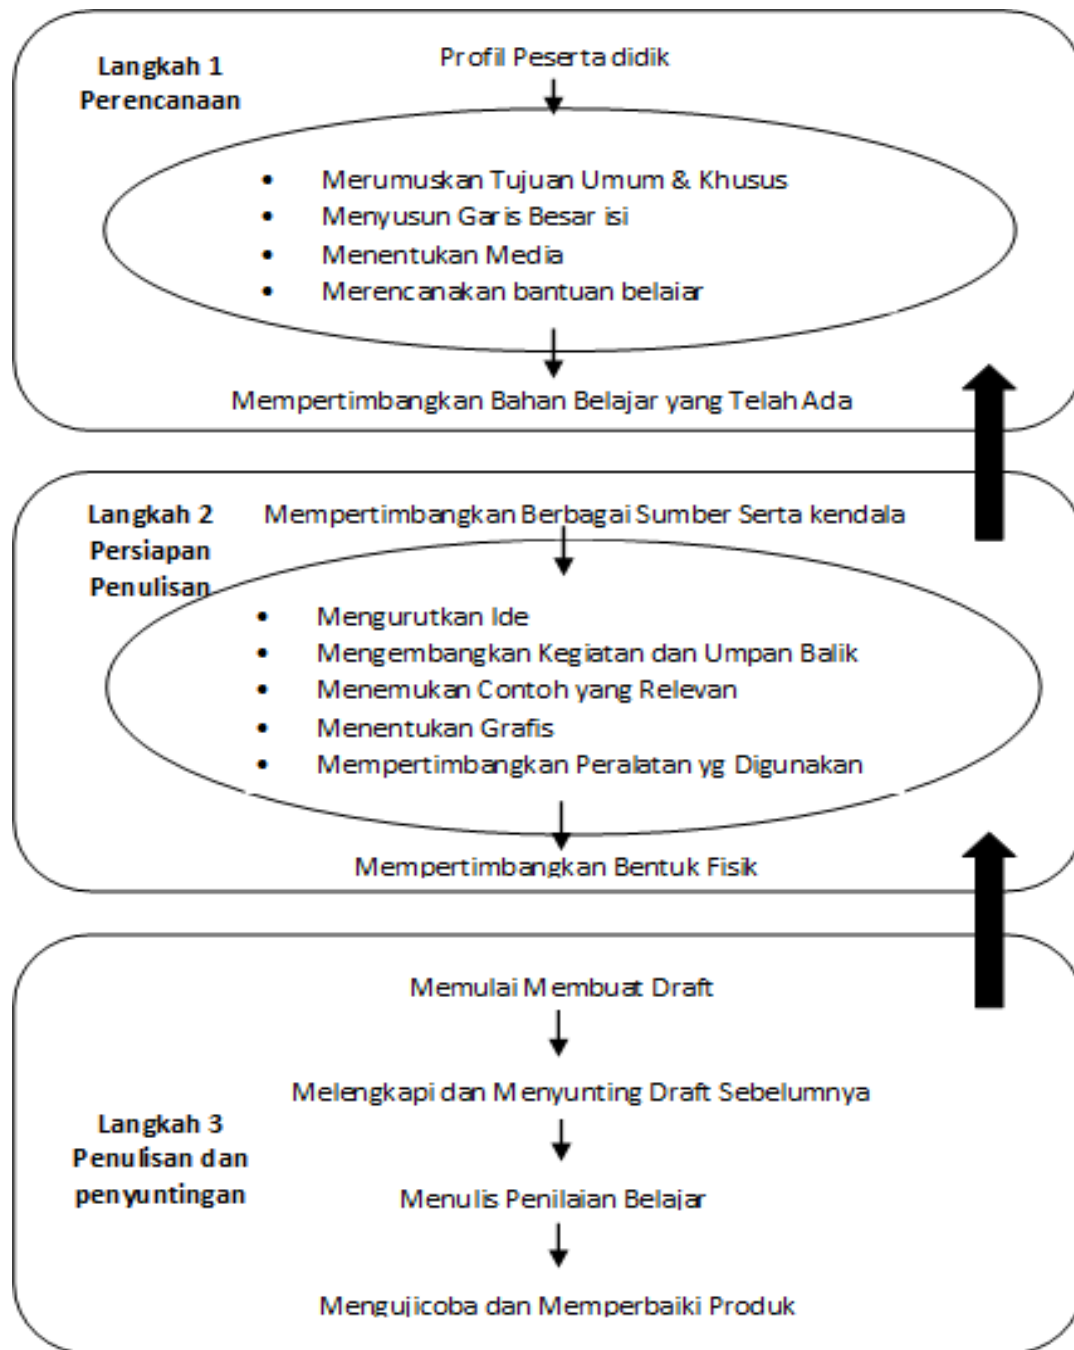 Langkah 1
Perencanaan
Profil Peserta didik
• Merumuskan Tujuan Umum & Khusus
• Menyusun Garis Besar isi
• Menentukan Media
• Merencanakan bantuan belajar
Mempertimbangkan Bahan Belajar yang Telah Ada
Langkah 2
Persiapan
Penulisan
Mempertimbangkan Berbagai Sumber Serta kendala
• Mengurutkan Ide
• Mengembangkan Kegiatan dan Umpan Balik
• Menemukan Contoh yang Relevan
• Menentukan Grafis
• Mempertimbangkan Peralatan yg Digunakan
Mempertimbangkan Bentuk Fisik
Langkah 3
Penulisan dan
penyuntingan
Memulai Membuat Draft
Melengkapi dan Menyunting Draft Sebelumnya
Menulis Penilaian Belajar
Mengujicoba dan Memperbaiki Produk